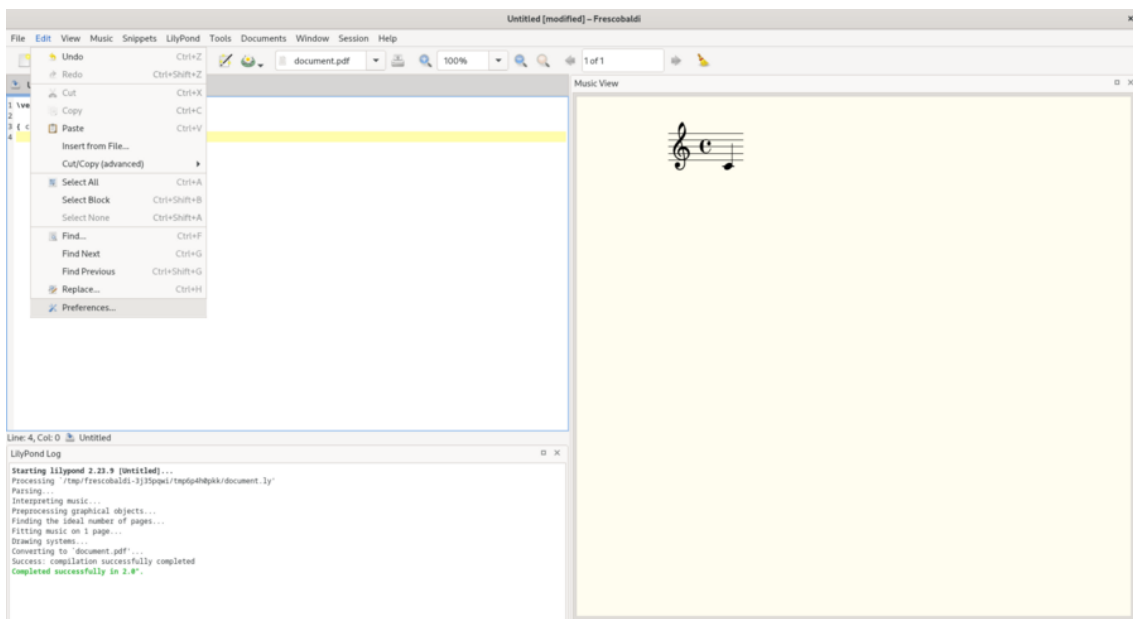 Untitled [modified] – Frescobaldi
File Edit View Music Snippets LilyPond Tools Documents Window Session Help
document.pdf 100% 1 of 1
Undo Ctrl+Z
Redo Ctrl+Shift+Z
Cut Ctrl+X
Copy Ctrl+C
Paste Ctrl+V
Insert from File...
Cut/Copy (advanced)
Select All Ctrl+A
Select Block Ctrl+Shift+B
Select None Ctrl+Shift+A
Find... Ctrl+F
Find Next Ctrl+G
Find Previous Ctrl+Shift+G
Replace... Ctrl+H
Preferences...
1 \ve
2
3 { c
4
Line: 4, Col: 0 Untitled
LilyPond Log
Starting lilypond 2.23.9 [Untitled]...
Processing `/tmp/frescobaldi-3j35pqwi/tmp6p4h0pkk/document.ly'
Parsing...
Interpreting music...
Preprocessing graphical objects...
Finding the ideal number of pages...
Fitting music on 1 page...
Drawing systems...
Converting to `document.pdf'...
Success: compilation successfully completed
Completed successfully in 2.0".
Music View